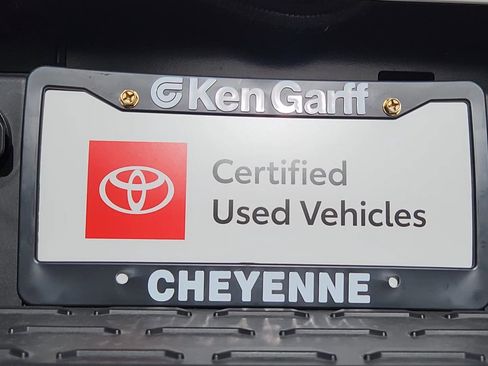 Ken Garff
Certified
Used Vehicles
CHEYENNE